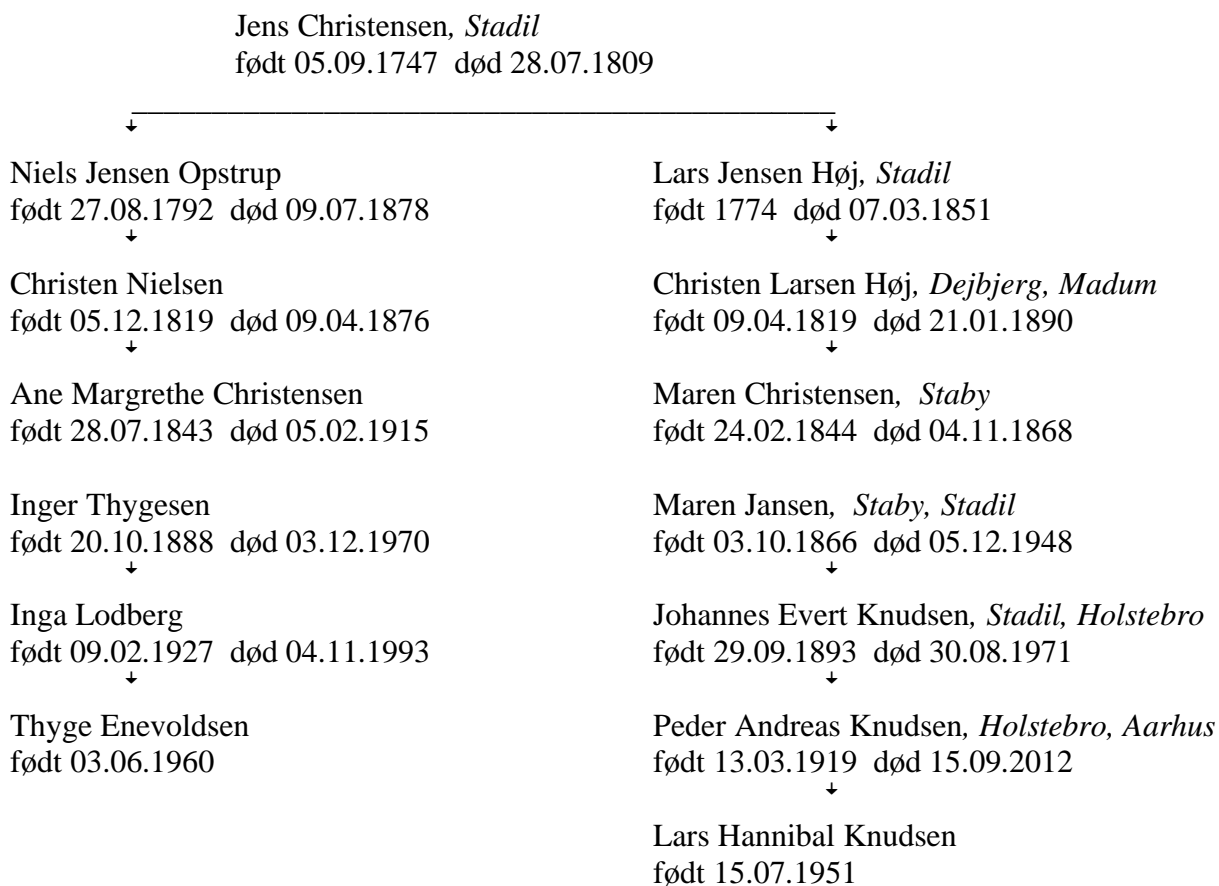 Jens Christensen, Stadil
født 05.09.1747  død 28.07.1809
Niels Jensen Opstrup
født 27.08.1792  død 09.07.1878
Christen Nielsen
født 05.12.1819  død 09.04.1876
Ane Margrethe Christensen
født 28.07.1843  død 05.02.1915
Inger Thygesen
født 20.10.1888  død 03.12.1970
Inga Lodberg
født 09.02.1927  død 04.11.1993
Thyge Enevoldsen
født 03.06.1960
Lars Jensen Høj, Stadil
født 1774  død 07.03.1851
Christen Larsen Høj, Dejbjerg, Madum
født 09.04.1819  død 21.01.1890
Maren Christensen,  Staby
født 24.02.1844  død 04.11.1868
Maren Jansen,  Staby, Stadil
født 03.10.1866  død 05.12.1948
Johannes Evert Knudsen, Stadil, Holstebro
født 29.09.1893  død 30.08.1971
Peder Andreas Knudsen, Holstebro, Aarhus
født 13.03.1919  død 15.09.2012
Lars Hannibal Knudsen
født 15.07.1951